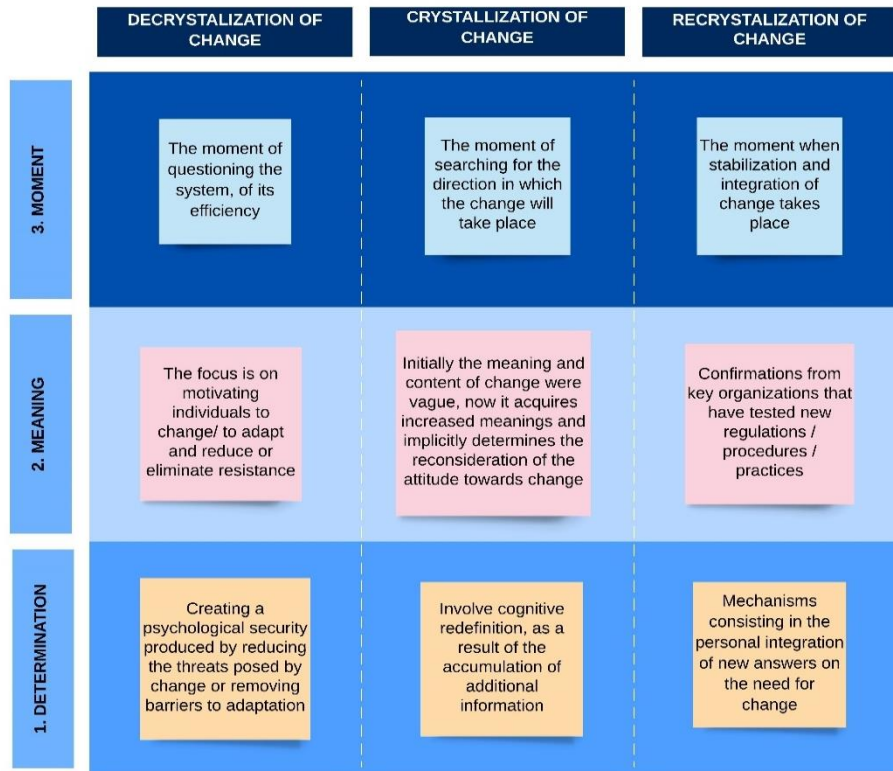 DECRYSTALIZATION OF
CHANGE
CRYSTALLIZATION OF
CHANGE
RECRYSTALIZATION OF
CHANGE
3. MOMENT
The moment of
questioning the
system, of its
efficiency
The moment of
searching for the
direction in which
the change will
take place
The moment when
stabilization and
integration of
change takes
place
2. MEANING
The focus is on
motivating
individuals to
change/ to adapt
and reduce or
eliminate resistance
Initially the meaning and
content of change were
vague, now it acquires
increased meanings and
implicitly determines the
reconsideration of the
attitude towards change
Confirmations from
key organizations that
have tested new
regulations /
procedures /
practices
1. DETERMINATION
Creating a
psychological security
produced by reducing
the threats posed by
change or removing
barriers to adaptation
Involve cognitive
redefinition, as a
result of the
accumulation of
additional
information
Mechanisms
consisting in the
personal integration
of new answers on
the need for
change